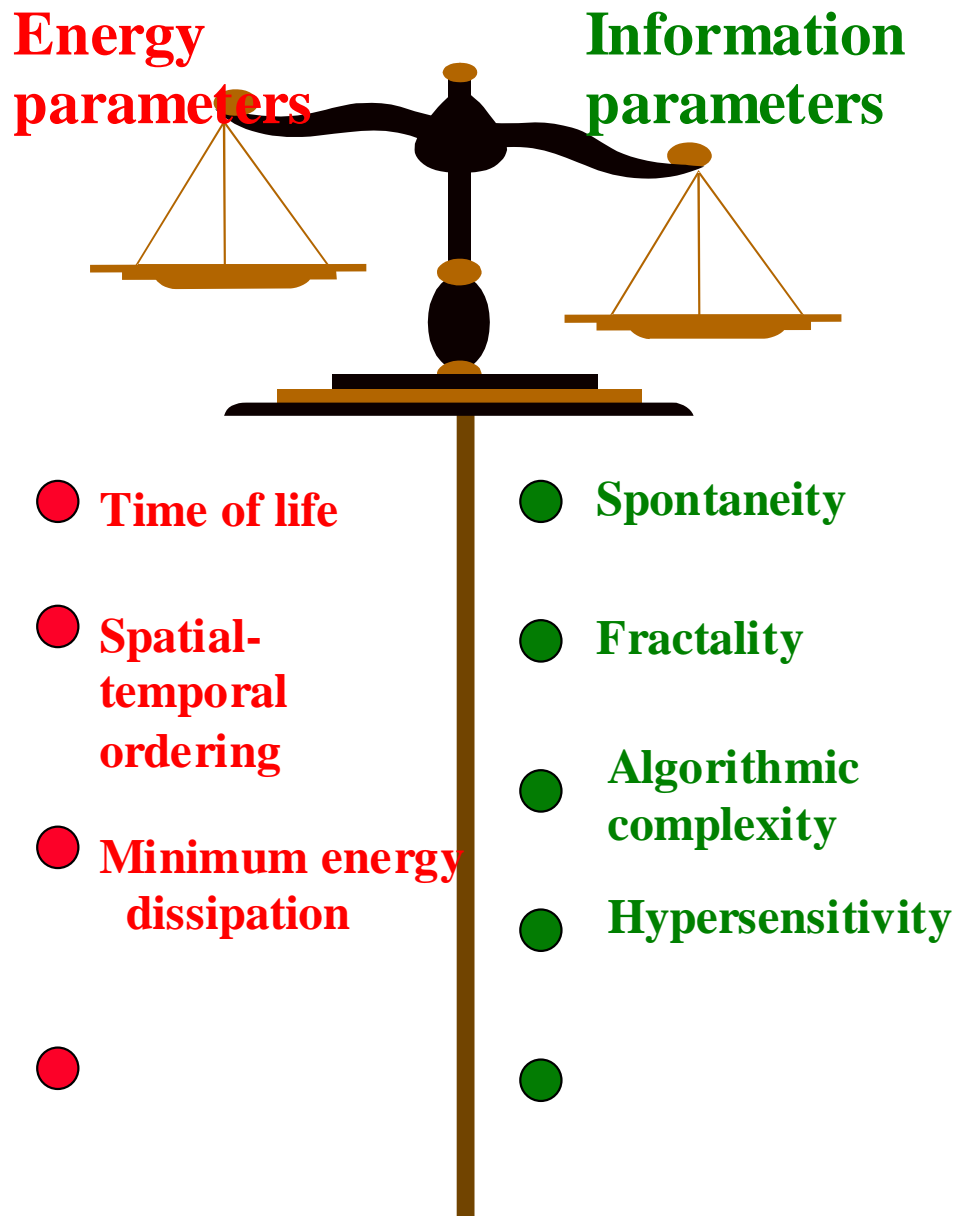 Energy
parameters
Information
parameters
Time of life
Spatial-
temporal
ordering
Minimum energy
dissipation
Spontaneity
Fractality
Algorithmic
complexity
Hypersensitivity